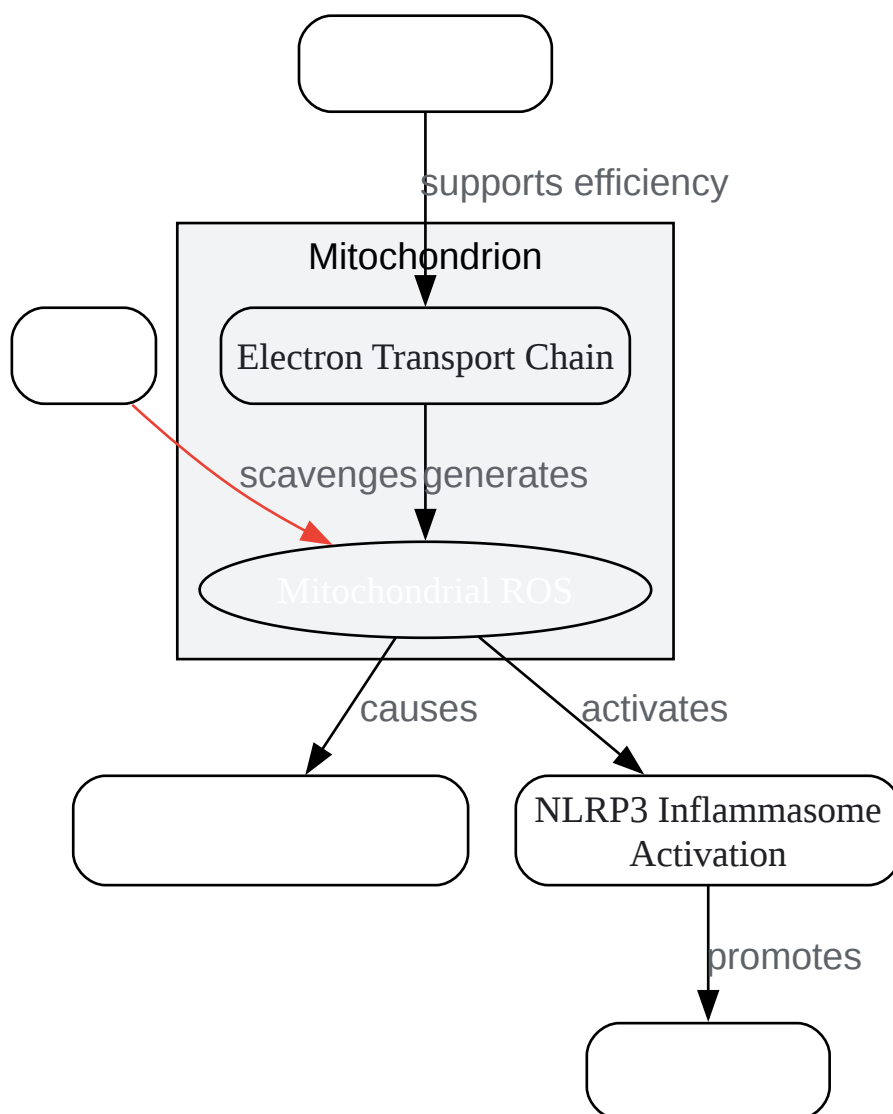 supports efficiency
Mitochondrion
Electron Transport Chain
scavenges
generates
Mitochondrial ROS
causes
activates
NLRP3 Inflammasome
Activation
promotes